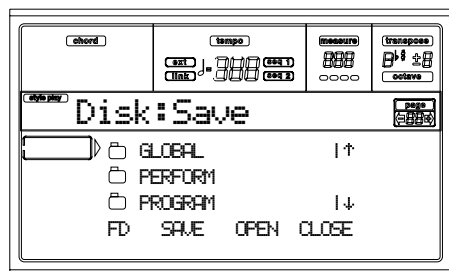 chord tempo measure transpose
ext seq 1
link seq 2
octave
style play
Disk:Save page
GLOBAL
PERFORM
PROGRAM
FD SAVE OPEN CLOSE